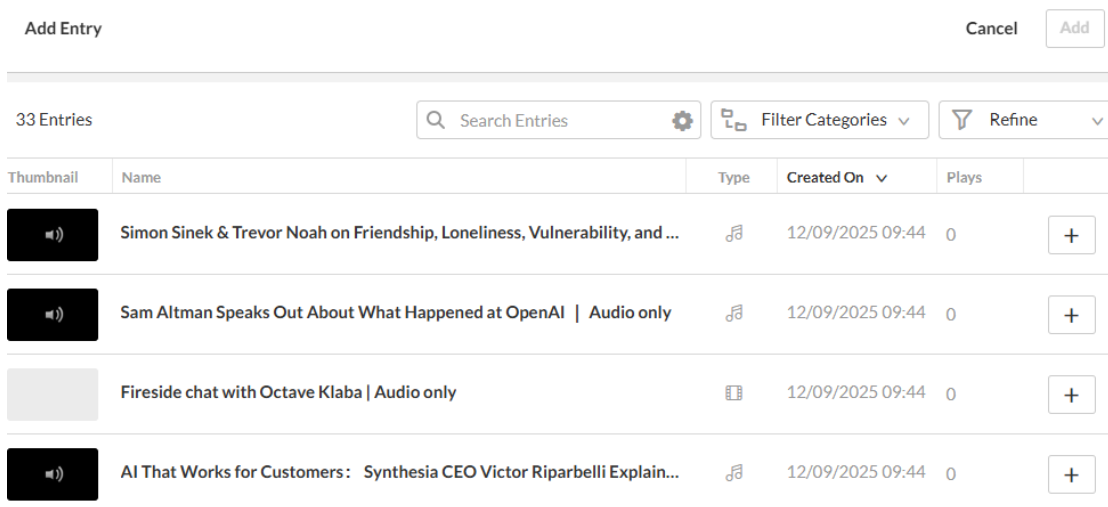 Add Entry Cancel Add
33 Entries Search Entries Filter Categories Refine
Thumbnail Name Type Created On Plays
Simon Sinek & Trevor Noah on Friendship, Loneliness, Vulnerability, and ... 12/09/2025 09:44 0 +
Sam Altman Speaks Out About What Happened at OpenAI | Audio only 12/09/2025 09:44 0 +
Fireside chat with Octave Klaba | Audio only 12/09/2025 09:44 0 +
AI That Works for Customers： Synthesia CEO Victor Riparbelli Explain... 12/09/2025 09:44 0 +